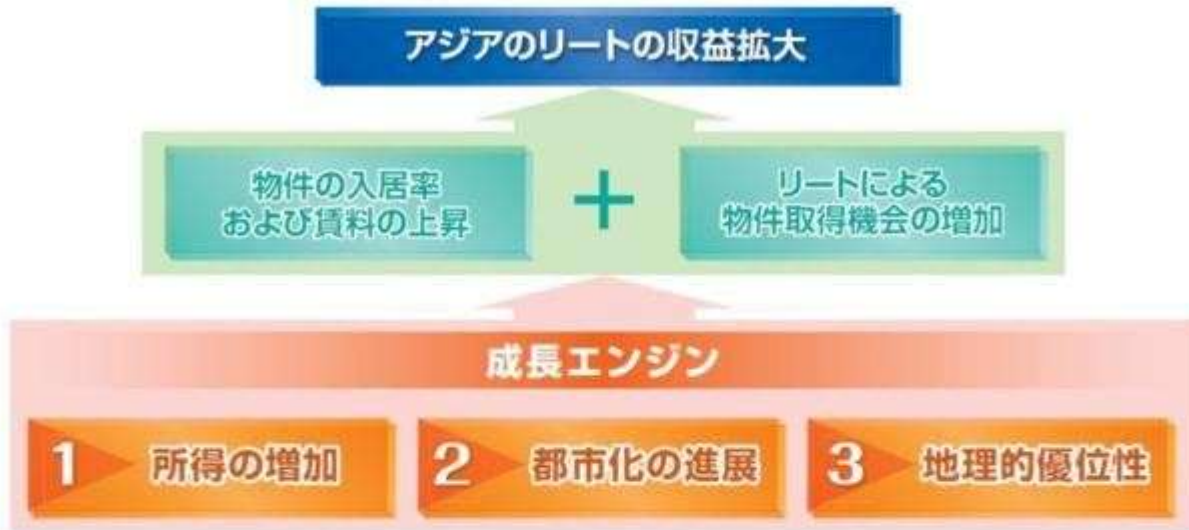 アジアのリートの収益拡大
物件の入居率
および賃料の上昇
+
リートによる
物件取得機会の増加
成長エンジン
1 所得の増加
2 都市化の進展
3 地理的優位性